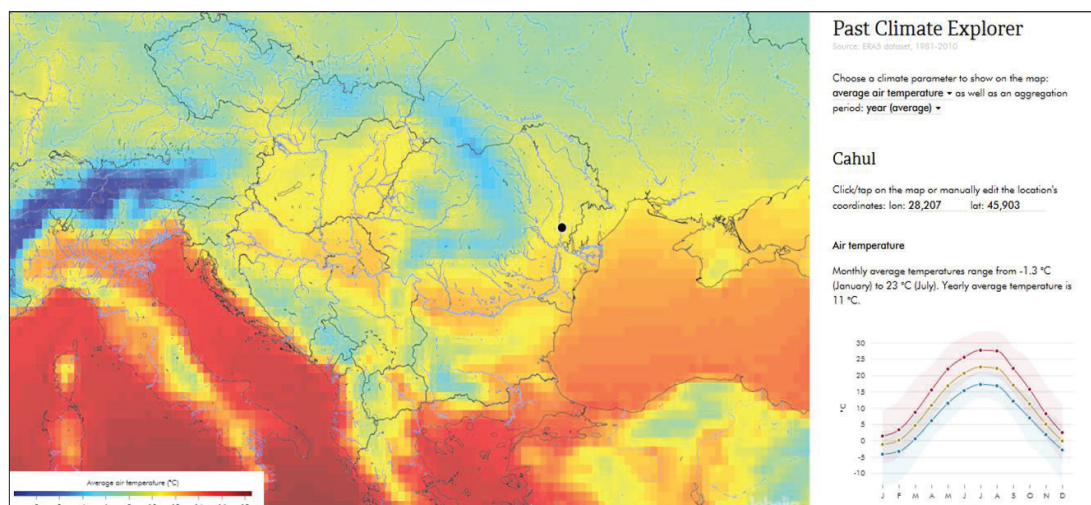 Past Climate Explorer
Source: ERA5 dataset, 1981-2010
Choose a climate parameter to show on the map:
average air temperature ▾ as well as an aggregation
period: year (average) ▾
Cahul
Click/tap on the map or manually edit the location's
coordinates: lon: 28,207 lat: 45,903
Air temperature
Monthly average temperatures range from -1.3 °C
(January) to 23 °C (July). Yearly average temperature is
11 °C.
30
25
20
15
10
5
0
-5
-10
°C
J F M A M J J A S O N D
Average air temperature (°C)